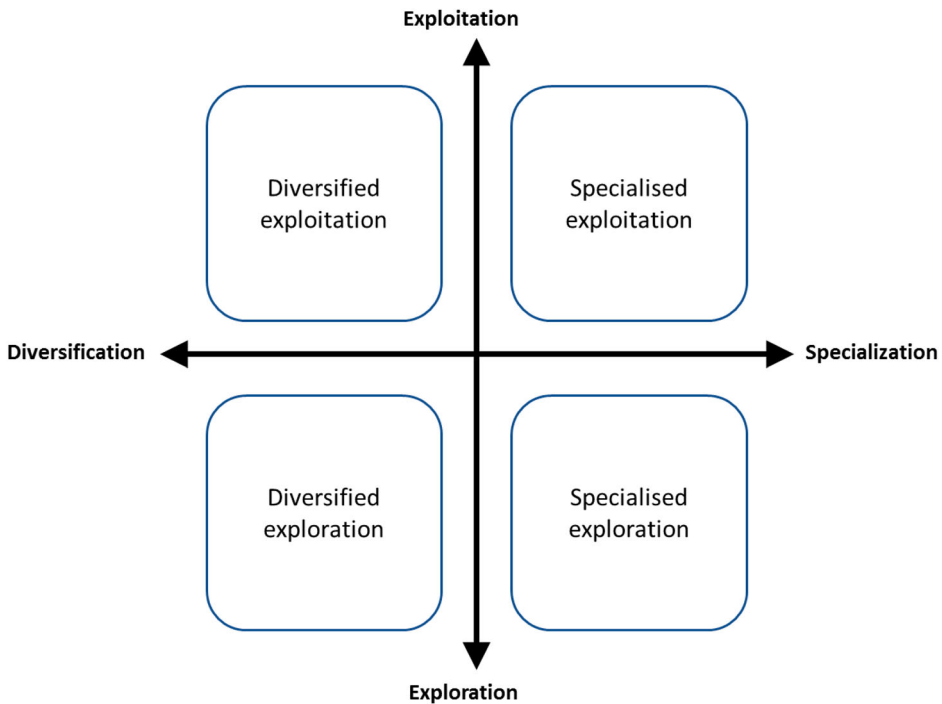 Exploitation
Diversified
exploitation
Specialised
exploitation
Diversification
Specialization
Diversified
exploration
Specialised
exploration
Exploration